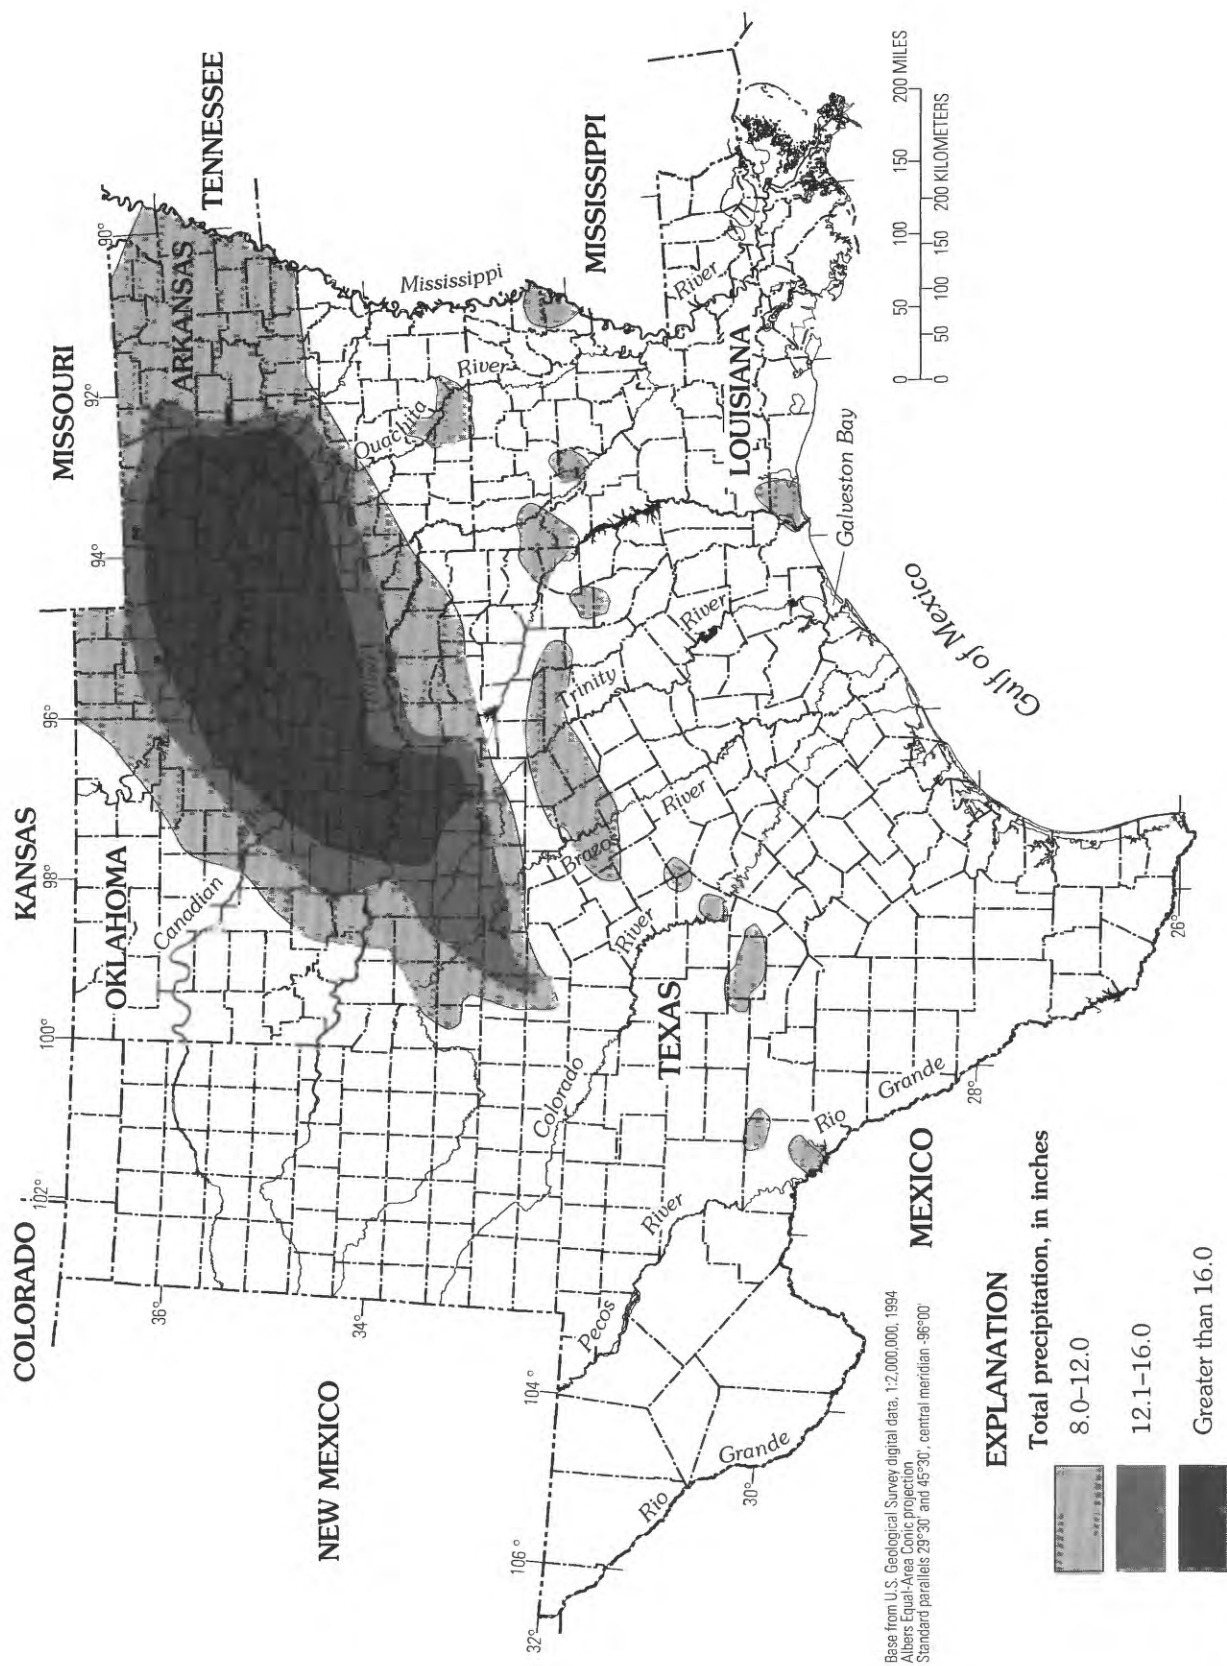 COLORADO
KANSAS
MISSOURI
102°
100°
98°
96°
94°
92°
90°
36°
34°
OKLAHOMA
Canadian
ARKANSAS
TENNESSEE
NEW MEXICO
Ouachita
River
Mississippi
MISSISSIPPI
River
32°
106°
104°
Pecos
River
Colorado
River
Brazos
River
Trinity
River
TEXAS
LOUISIANA
Rio
Grande
30°
Rio
Grande
28°
26°
MEXICO
Galveston Bay
Gulf of Mexico
0 50 100 150 200 MILES
0 50 100 150 200 KILOMETERS
Base from U.S. Geological Survey digital data, 1:2,000,000, 1994
Albers Equal-Area Conic projection
Standard parallels 29°30' and 45°30', central meridian -96°00'
EXPLANATION
Total precipitation, in inches
8.0–12.0
12.1–16.0
Greater than 16.0